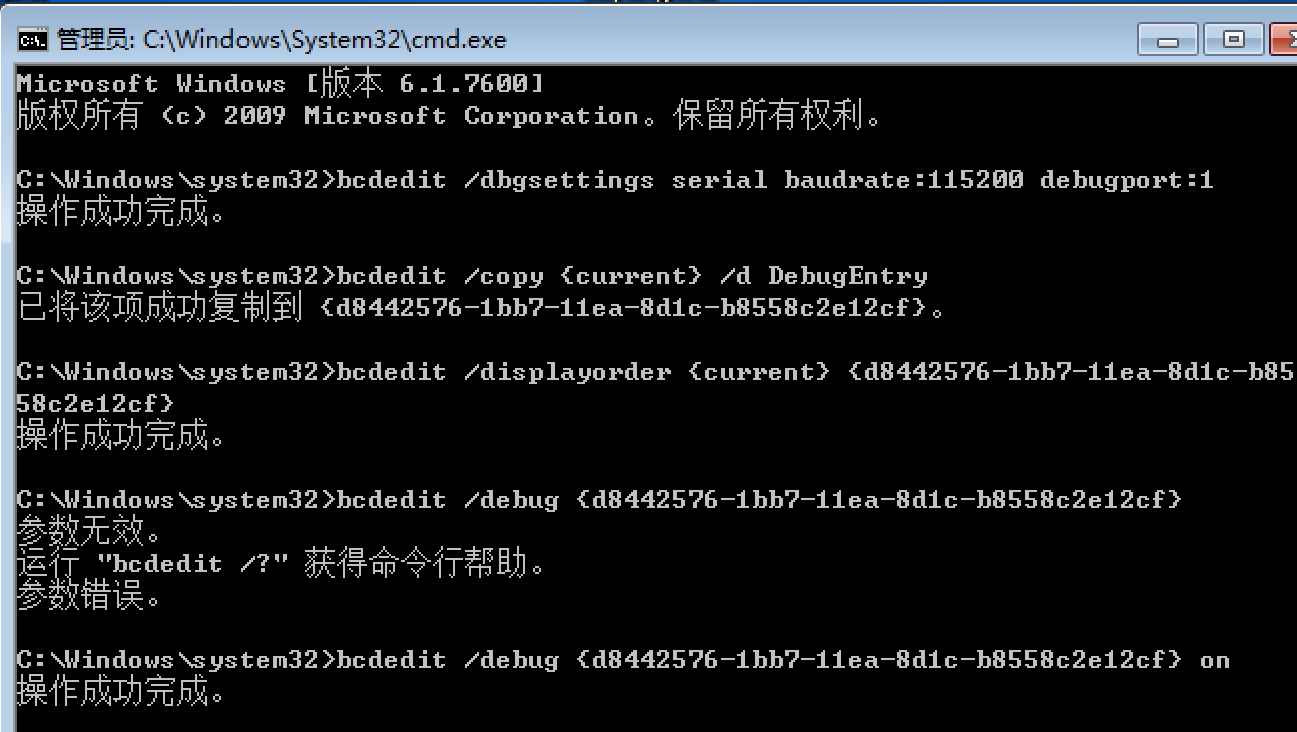 管理员: C:\Windows\System32\cmd.exe
Microsoft Windows [版本 6.1.7600]
版权所有 (c) 2009 Microsoft Corporation。保留所有权利。
C:\Windows\system32>bcdedit /dbgsettings serial baudrate:115200 debugport:1
操作成功完成。
C:\Windows\system32>bcdedit /copy {current} /d DebugEntry
已将该项成功复制到 {d8442576-1bb7-11ea-8d1c-b8558c2e12cf}。
C:\Windows\system32>bcdedit /displayorder {current} {d8442576-1bb7-11ea-8d1c-b85
58c2e12cf}
操作成功完成。
C:\Windows\system32>bcdedit /debug {d8442576-1bb7-11ea-8d1c-b8558c2e12cf}
参数无效。
运行 "bcdedit /?" 获得命令行帮助。
参数错误。
C:\Windows\system32>bcdedit /debug {d8442576-1bb7-11ea-8d1c-b8558c2e12cf} on
操作成功完成。